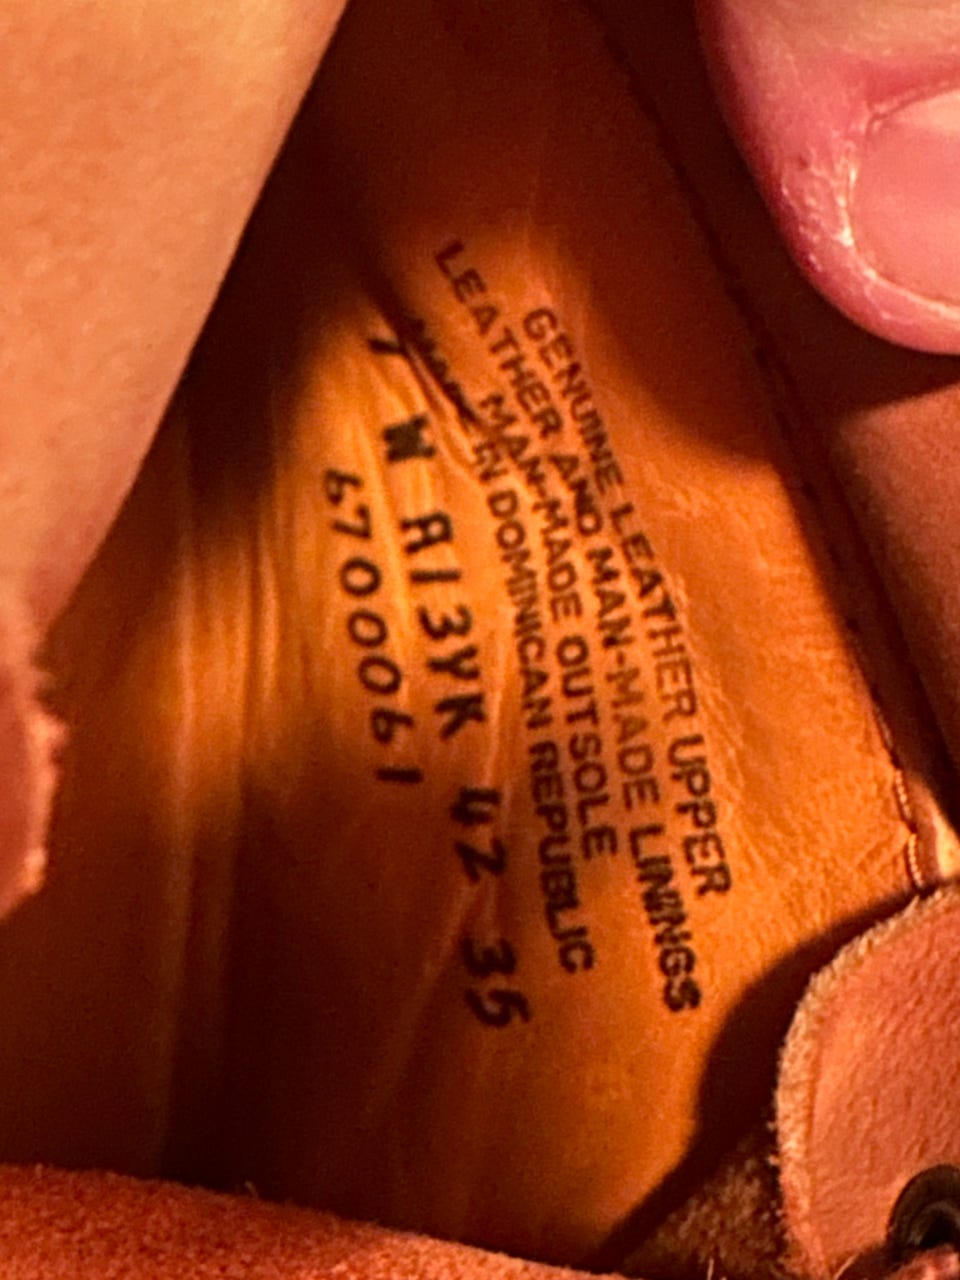 GENUINE LEATHER UPPER
LEATHER AND MAN-MADE LININGS
MAN-MADE OUTSOLE
MADE IN DOMINICAN REPUBLIC
7 W A13YK 42 35
6700061